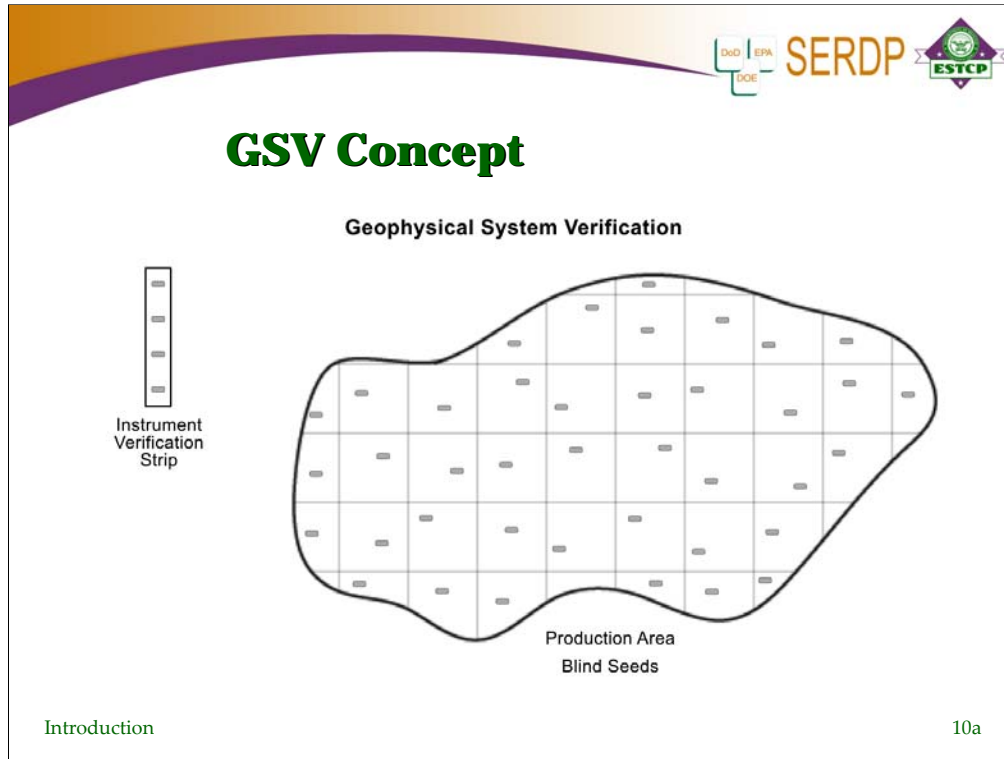 DoD EPA
DOE
SERDP
ESTCP
GSV Concept
Geophysical System Verification
Instrument
Verification
Strip
Production Area
Blind Seeds
Introduction
10a